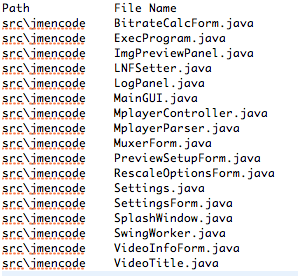 Path File Name
src\jmencode BitrateCalcForm.java
src\jmencode ExecProgram.java
src\jmencode ImgPreviewPanel.java
src\jmencode LNFSetter.java
src\jmencode LogPanel.java
src\jmencode MainGUI.java
src\jmencode MplayerController.java
src\jmencode MplayerParser.java
src\jmencode MuxerForm.java
src\jmencode PreviewSetupForm.java
src\jmencode RescaleOptionsForm.java
src\jmencode Settings.java
src\jmencode SettingsForm.java
src\jmencode SplashWindow.java
src\jmencode SwingWorker.java
src\jmencode VideoInfoForm.java
src\jmencode VideoTitle.java